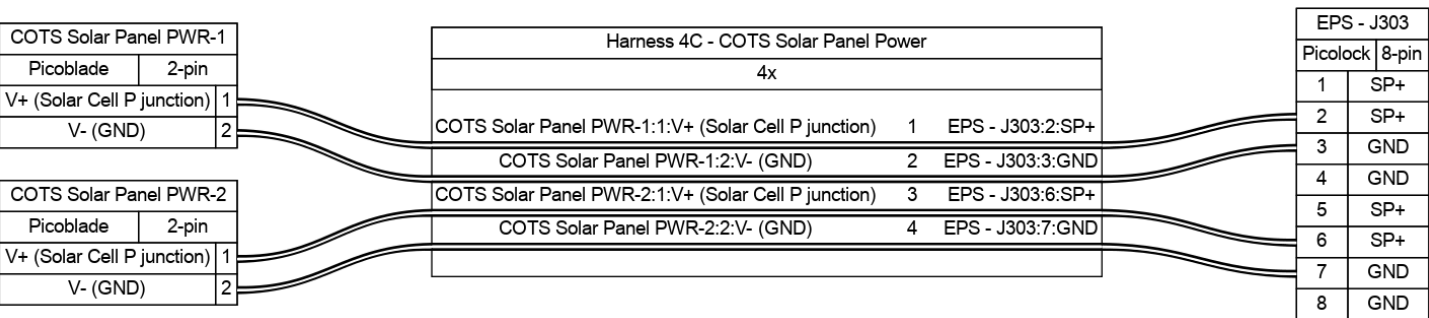 COTS Solar Panel PWR-1
Picoblade 2-pin
V+ (Solar Cell P junction) 1
V- (GND) 2
COTS Solar Panel PWR-2
Picoblade 2-pin
V+ (Solar Cell P junction) 1
V- (GND) 2
Harness 4C - COTS Solar Panel Power
4x
COTS Solar Panel PWR-1:1:V+ (Solar Cell P junction) 1 EPS - J303:2:SP+
COTS Solar Panel PWR-1:2:V- (GND) 2 EPS - J303:3:GND
COTS Solar Panel PWR-2:1:V+ (Solar Cell P junction) 3 EPS - J303:6:SP+
COTS Solar Panel PWR-2:2:V- (GND) 4 EPS - J303:7:GND
EPS - J303
Picolock 8-pin
1 SP+
2 SP+
3 GND
4 GND
5 SP+
6 SP+
7 GND
8 GND